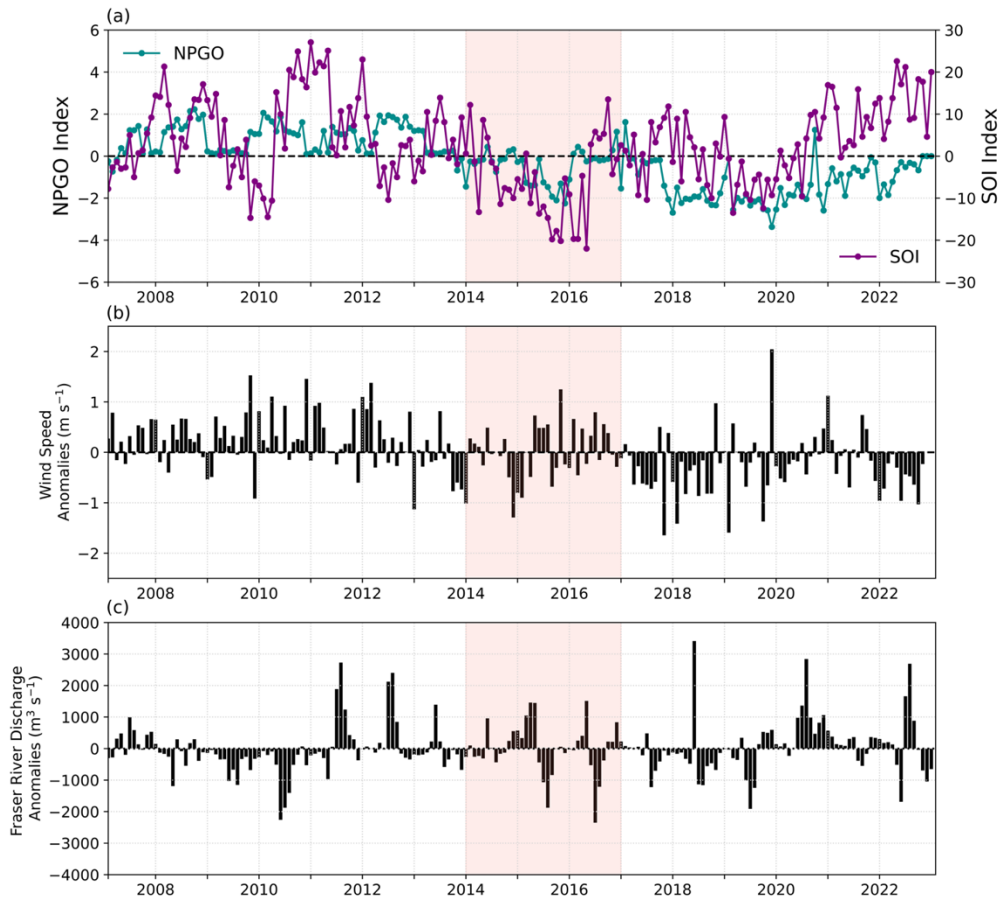 (a)
NPGO
SOI
NPGO Index
SOI Index
6
4
2
0
−2
−4
−6
30
20
10
0
−10
−20
−30
2008 2010 2012 2014 2016 2018 2020 2022
(b)
Wind Speed
Anomalies (m s⁻¹)
2
1
0
−1
−2
2008 2010 2012 2014 2016 2018 2020 2022
(c)
Fraser River Discharge
Anomalies (m³ s⁻¹)
4000
3000
2000
1000
0
−1000
−2000
−3000
−4000
2008 2010 2012 2014 2016 2018 2020 2022